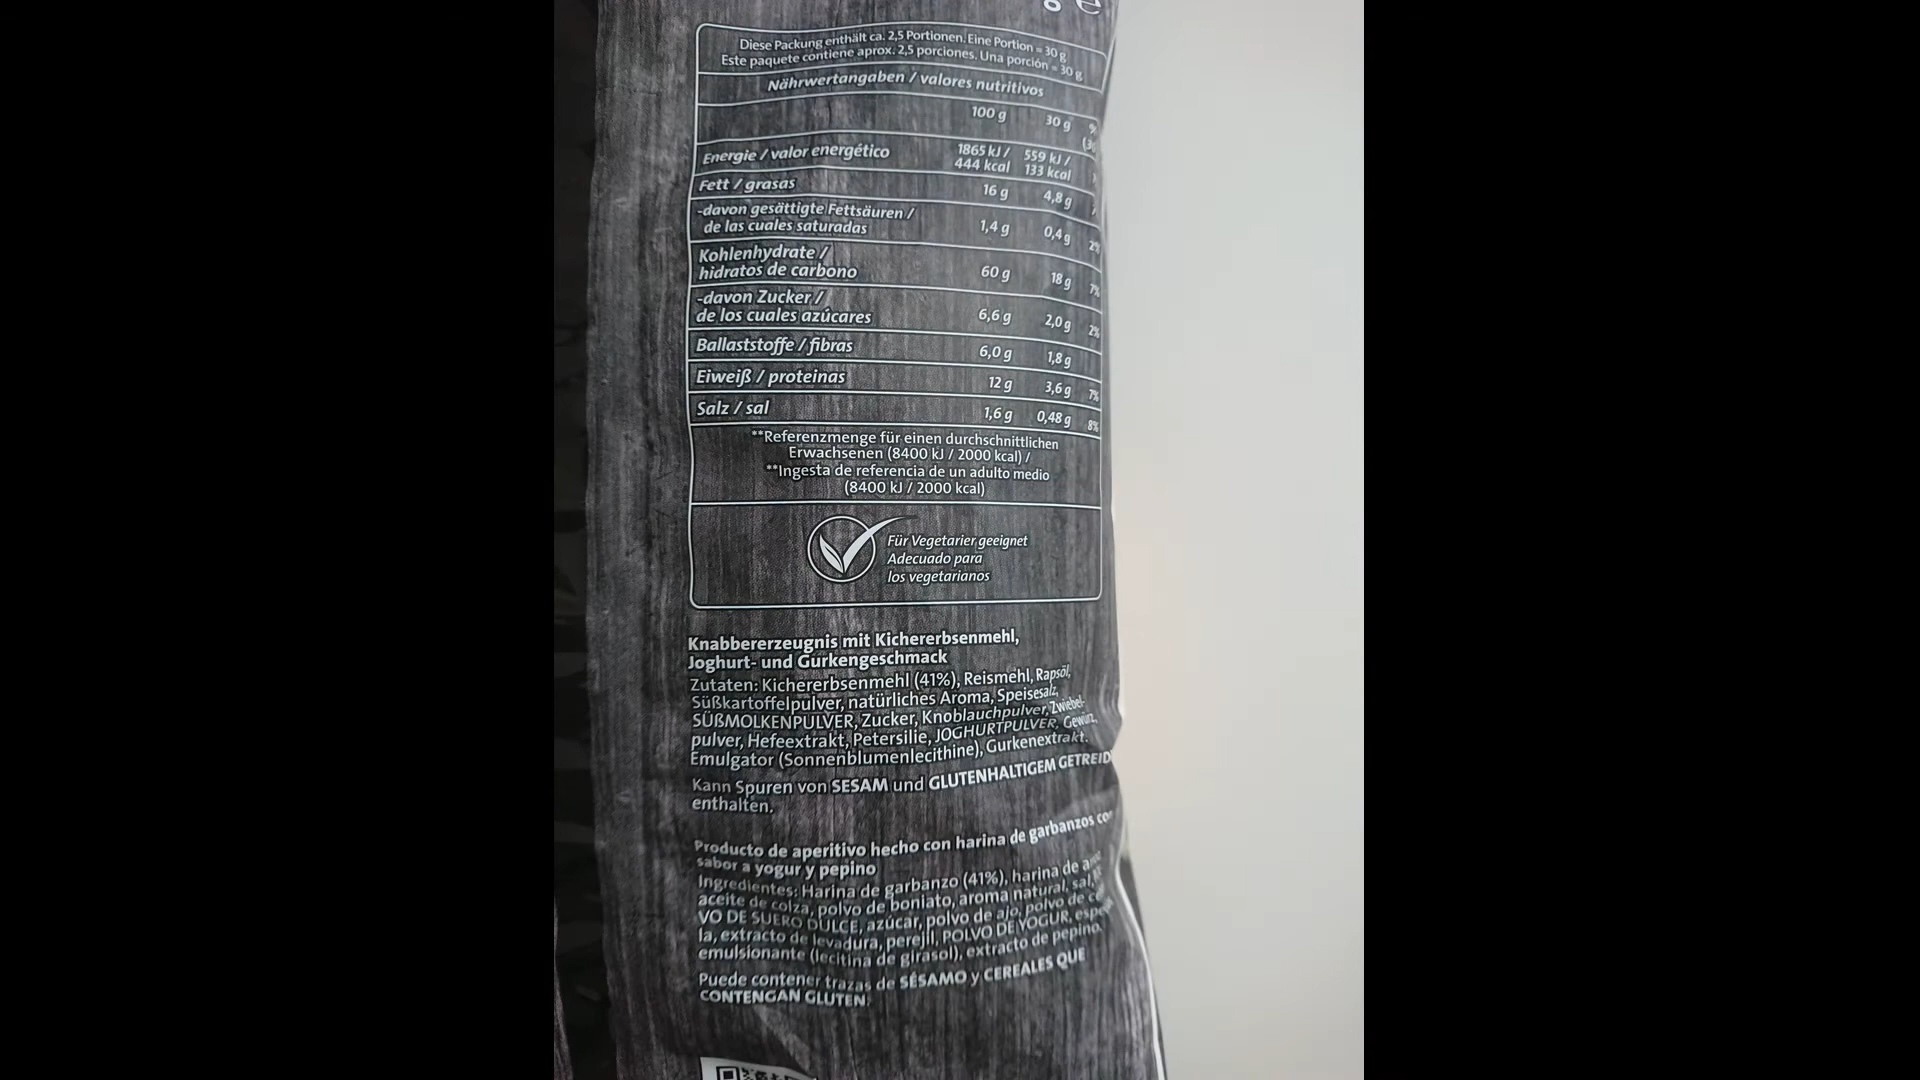 Diese Packung enthält ca. 2,5 Portionen. Eine Portion = 30 g
Este paquete contiene aprox. 2,5 porciones. Una porción = 30 g
Nährwertangaben / valores nutritivos
100 g 30 g %
Energie / valor energético 1865 kJ / 444 kcal 559 kJ / 133 kcal
Fett / grasas 16 g 4,8 g
-davon gesättigte Fettsäuren /
de las cuales saturadas 1,4 g 0,4 g 2%
Kohlenhydrate /
hidratos de carbono 60 g 18 g 7%
-davon Zucker /
de los cuales azúcares 6,6 g 2,0 g 2%
Ballaststoffe / fibras 6,0 g 1,8 g
Eiweiß / proteinas 12 g 3,6 g 7%
Salz / sal 1,6 g 0,48 g 8%
**Referenzmenge für einen durchschnittlichen
Erwachsenen (8400 kJ / 2000 kcal) /
**Ingesta de referencia de un adulto medio
(8400 kJ / 2000 kcal)
Für Vegetarier geeignet
Adecuado para
los vegetarianos
Knabbererzeugnis mit Kichererbsenmehl,
Joghurt- und Gurkengeschmack
Zutaten: Kichererbsenmehl (41%), Reismehl, Rapsöl,
Süßkartoffelpulver, natürliches Aroma, Speisesalz,
SÜßMOLKENPULVER, Zucker, Knoblauchpulver, Zwiebel-
pulver, Hefeextrakt, Petersilie, JOGHURTPULVER, Gewürz,
Emulgator (Sonnenblumenlecithine), Gurkenextrakt.
Kann Spuren von SESAM und GLUTENHALTIGEM GETREID
enthalten.
Producto de aperitivo hecho con harina de garbanzos con
sabor a yogur y pepino
Ingredientes: Harina de garbanzo (41%), harina de
aceite de colza, polvo de boniato, aroma natural, sal,
VO DE SUERO DULCE, azúcar, polvo de ajo, polvo de
la, extracto de levadura, perejil, POLVO DE YOGUR,
emulsionante (lecitina de girasol), extracto de pepino.
Puede contener trazas de SÉSAMO y CEREALES QUE
CONTENGAN GLUTEN.